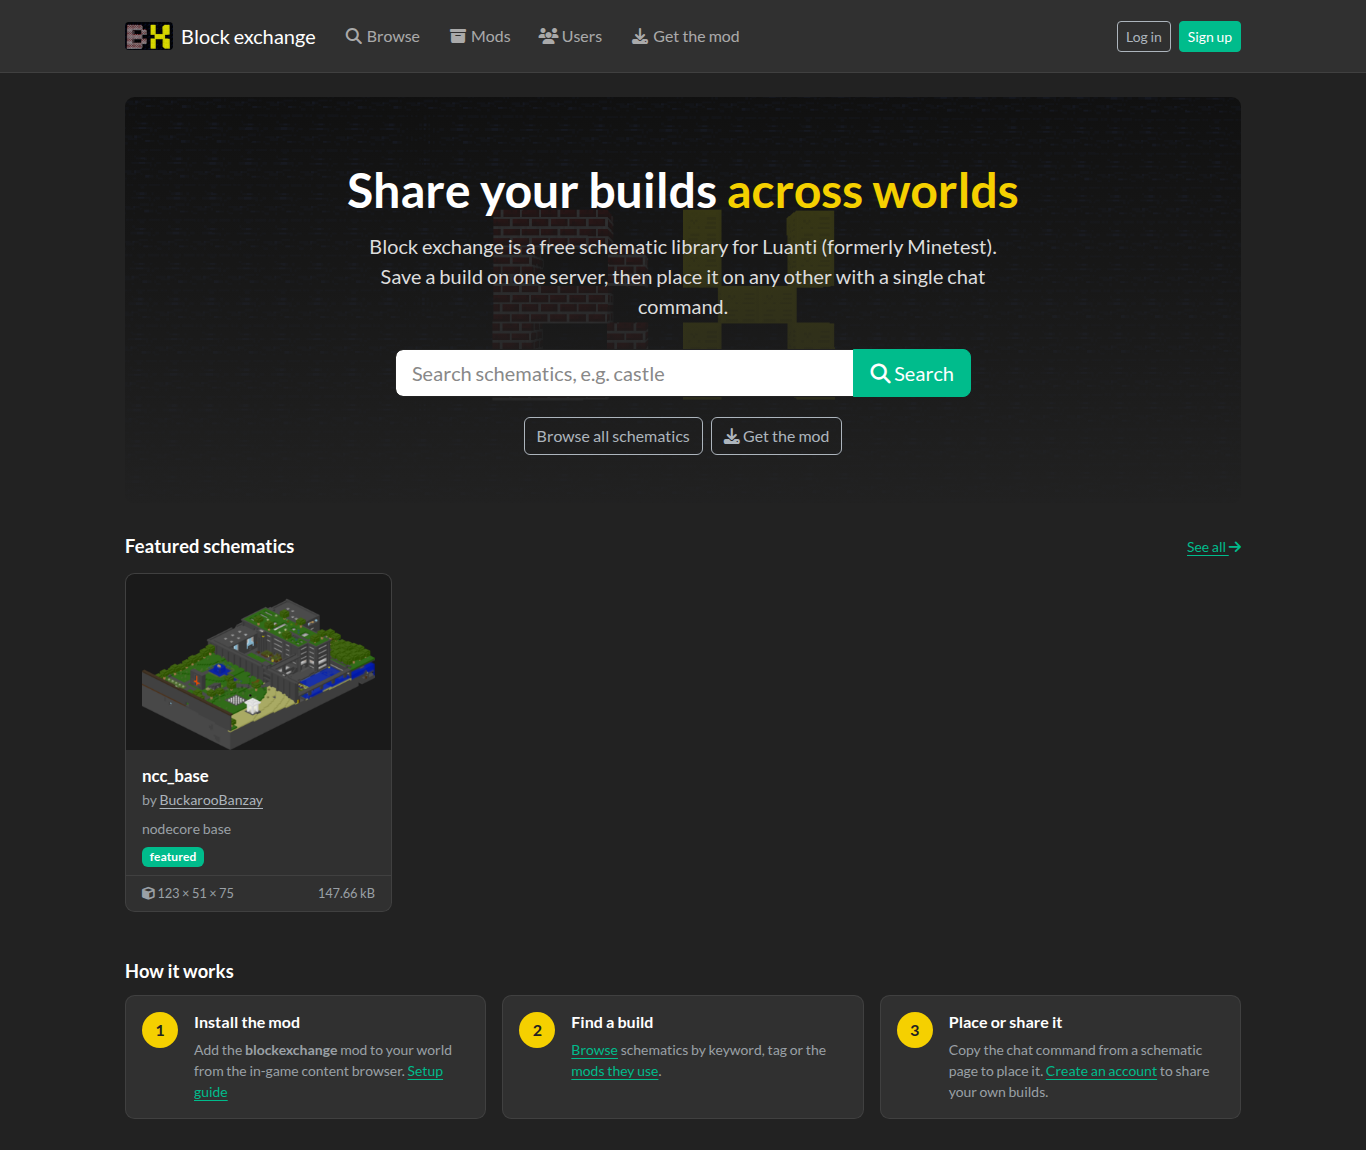 BX Block exchange Browse Mods Users Get the mod Log in Sign up
Share your builds across worlds
Block exchange is a free schematic library for Luanti (formerly Minetest).
Save a build on one server, then place it on any other with a single chat
command.
Search schematics, e.g. castle Search
Browse all schematics Get the mod
Featured schematics See all
ncc_base
by BuckarooBanzay
nodecore base
featured
123 × 51 × 75 147.66 kB
How it works
1 Install the mod
Add the blockexchange mod to your world
from the in-game content browser. Setup
guide
2 Find a build
Browse schematics by keyword, tag or the
mods they use.
3 Place or share it
Copy the chat command from a schematic
page to place it. Create an account to share
your own builds.